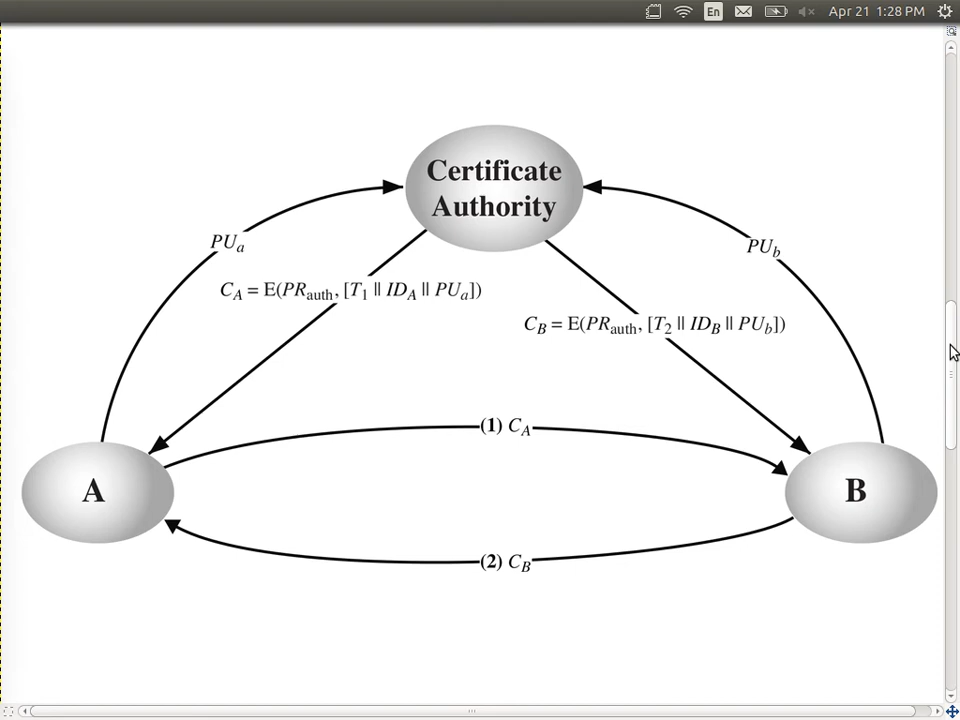 En Apr 21 1:28 PM
Certificate
Authority
PUa
PUb
CA = E(PRauth, [T1 || IDA || PUa])
CB = E(PRauth, [T2 || IDB || PUb])
(1) CA
A
B
(2) CB